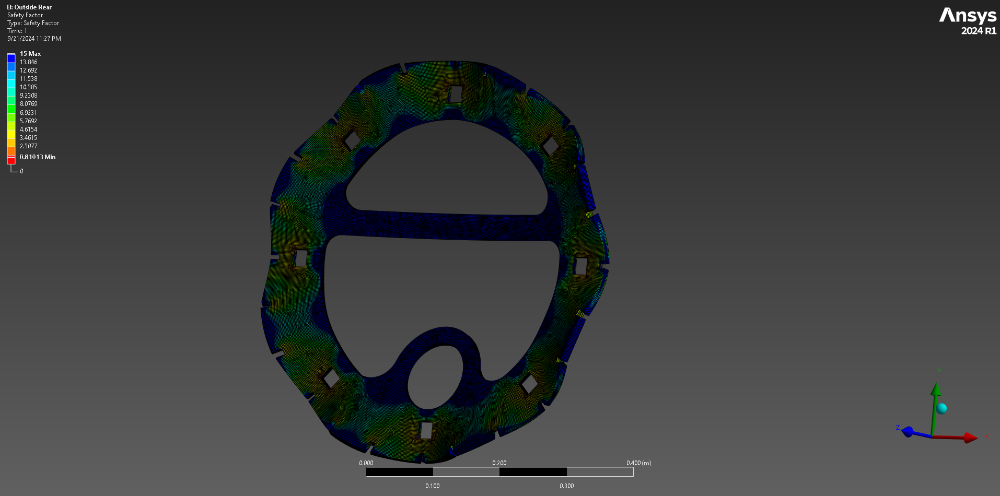 B: Outside Rear
Safety Factor
Type: Safety Factor
Time: 1
9/21/2024 11:27 PM
Ansys
2024 R1
15 Max
13.846
12.692
11.538
10.385
9.2308
8.0769
6.9231
5.7692
4.6154
3.4615
2.3077
0.81013 Min
0
Y
Z
X
0.000
0.200
0.400 (m)
0.100
0.300